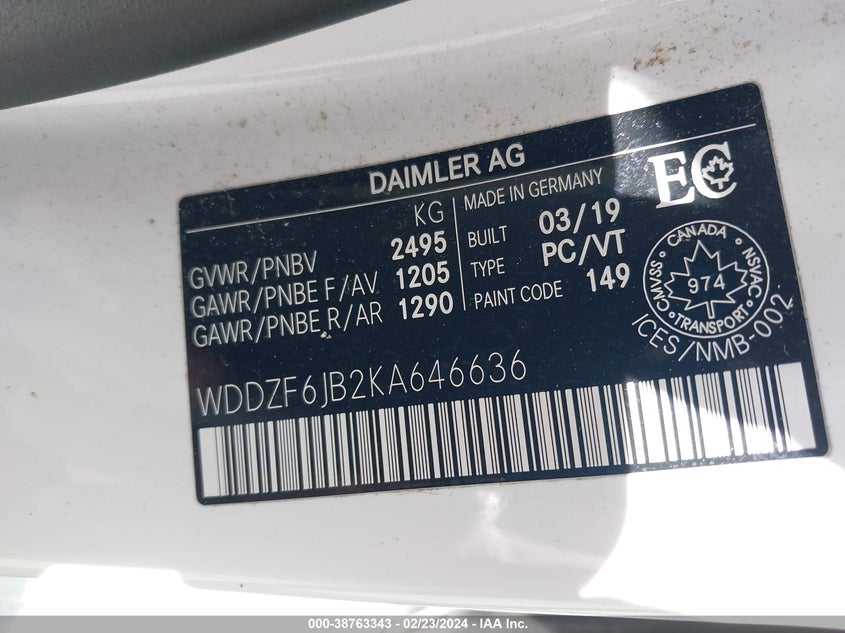 DAIMLER AG
KG
GVWR/PNBV 2495
GAWR/PNBE F/AV 1205
GAWR/PNBE R/AR 1290
MADE IN GERMANY
BUILT 03/19
TYPE PC/VT
PAINT CODE 149
EC
CANADA
CMVSS NSVAC
974
TRANSPORT
ICES/NMB-002
WDDZF6JB2KA646636
000-38763343 - 02/23/2024 - IAA Inc.